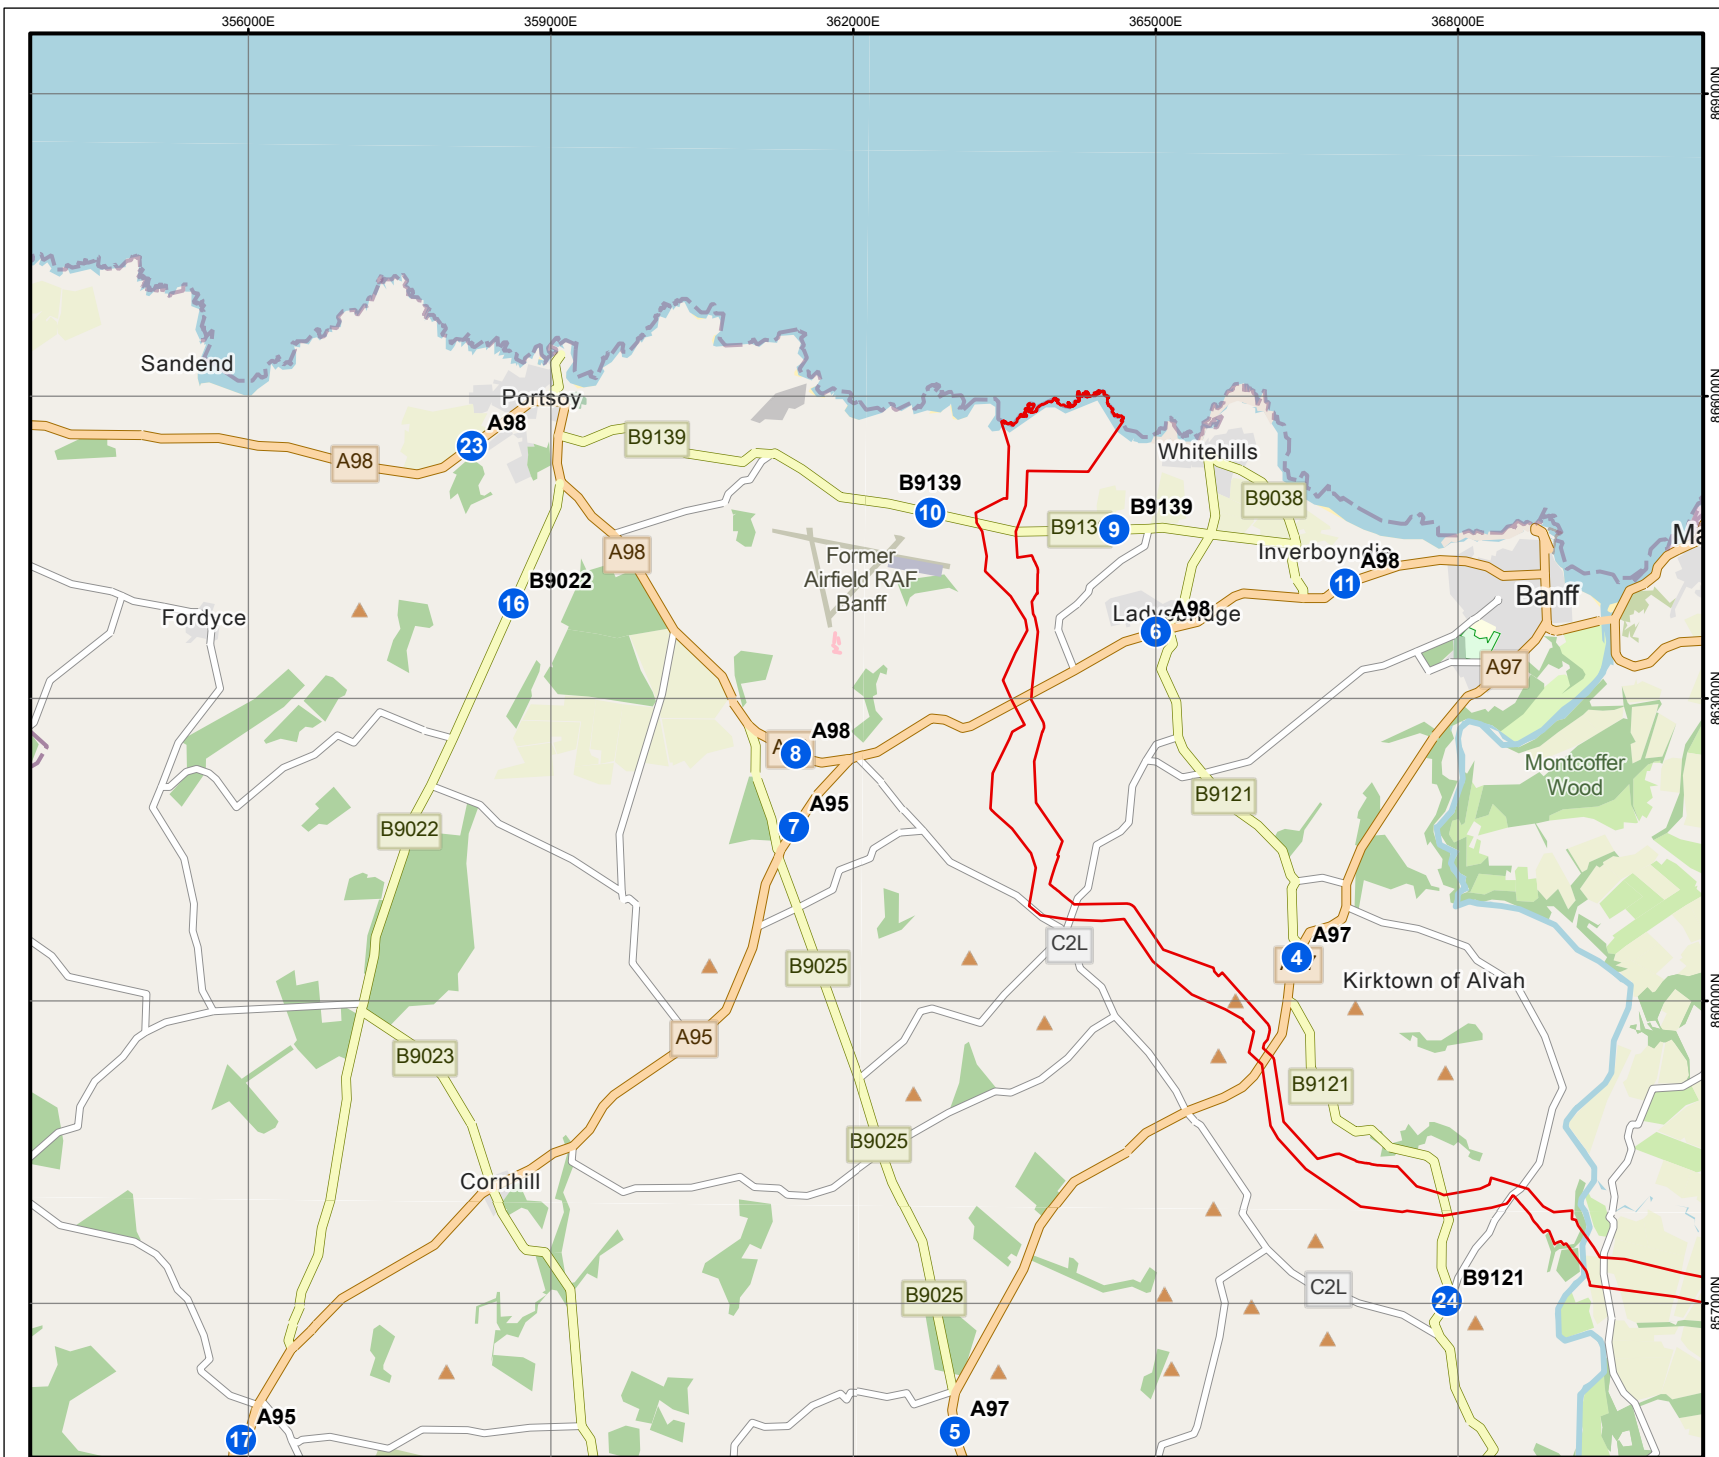 356000E 359000E 362000E 365000E 368000E
869000N
Sandend
Portsoy
866000N
A98
23
A98
B9139
Whitehills
B9139
10
B913
9
B9139
B9038
Former
Airfield RAF
Banff
A98
Inverboyndie
A98
11
Banff
B9022
16
Fordyce
Ladysbridge
A98
6
A97
863000N
A98
8
Montcoffer
Wood
B9121
A95
7
B9022
C2L
A97
4
B9025
Kirktown of Alvah
860000N
A95
B9023
B9121
B9025
Cornhill
C2L
B9121
24
B9025
857000N
A95
17
A97
5